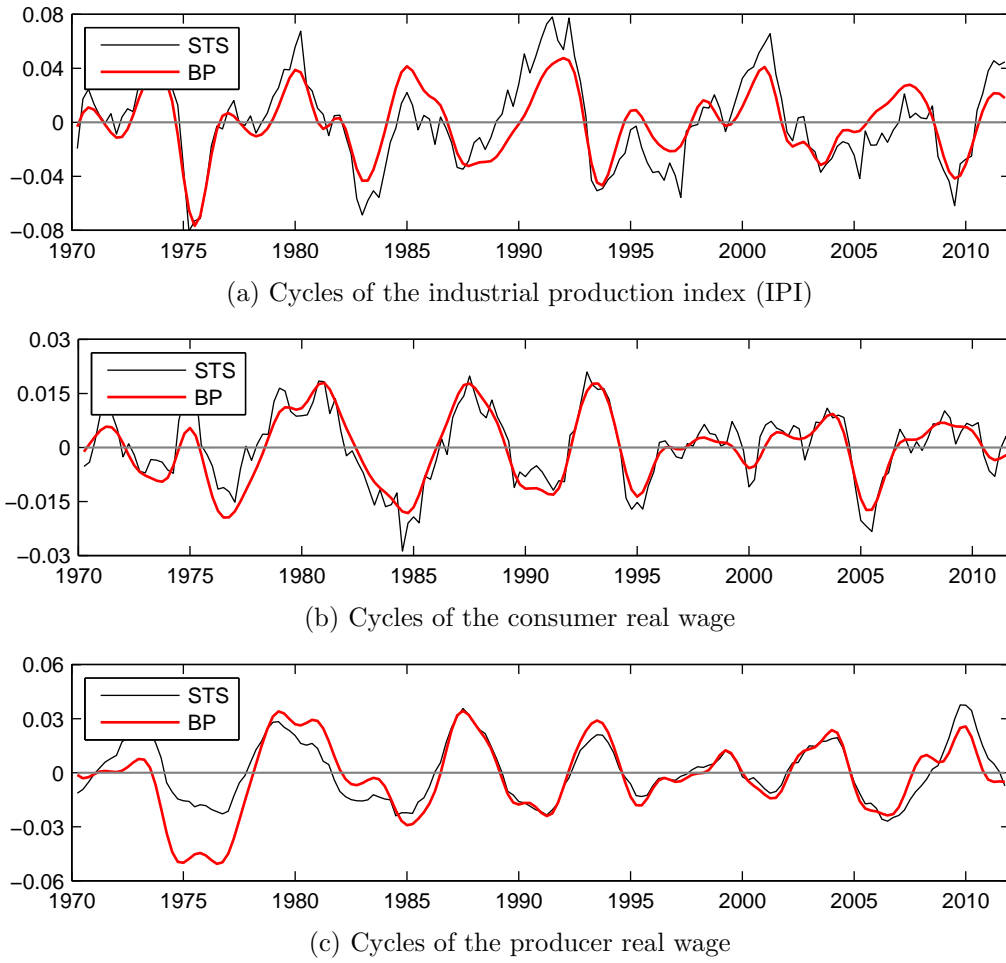 0.08
0.04
0
−0.04
−0.08
STS
BP
1970 1975 1980 1985 1990 1995 2000 2005 2010
(a) Cycles of the industrial production index (IPI)
0.03
0.015
0
−0.015
−0.03
STS
BP
1970 1975 1980 1985 1990 1995 2000 2005 2010
(b) Cycles of the consumer real wage
0.06
0.03
0
−0.03
−0.06
STS
BP
1970 1975 1980 1985 1990 1995 2000 2005 2010
(c) Cycles of the producer real wage